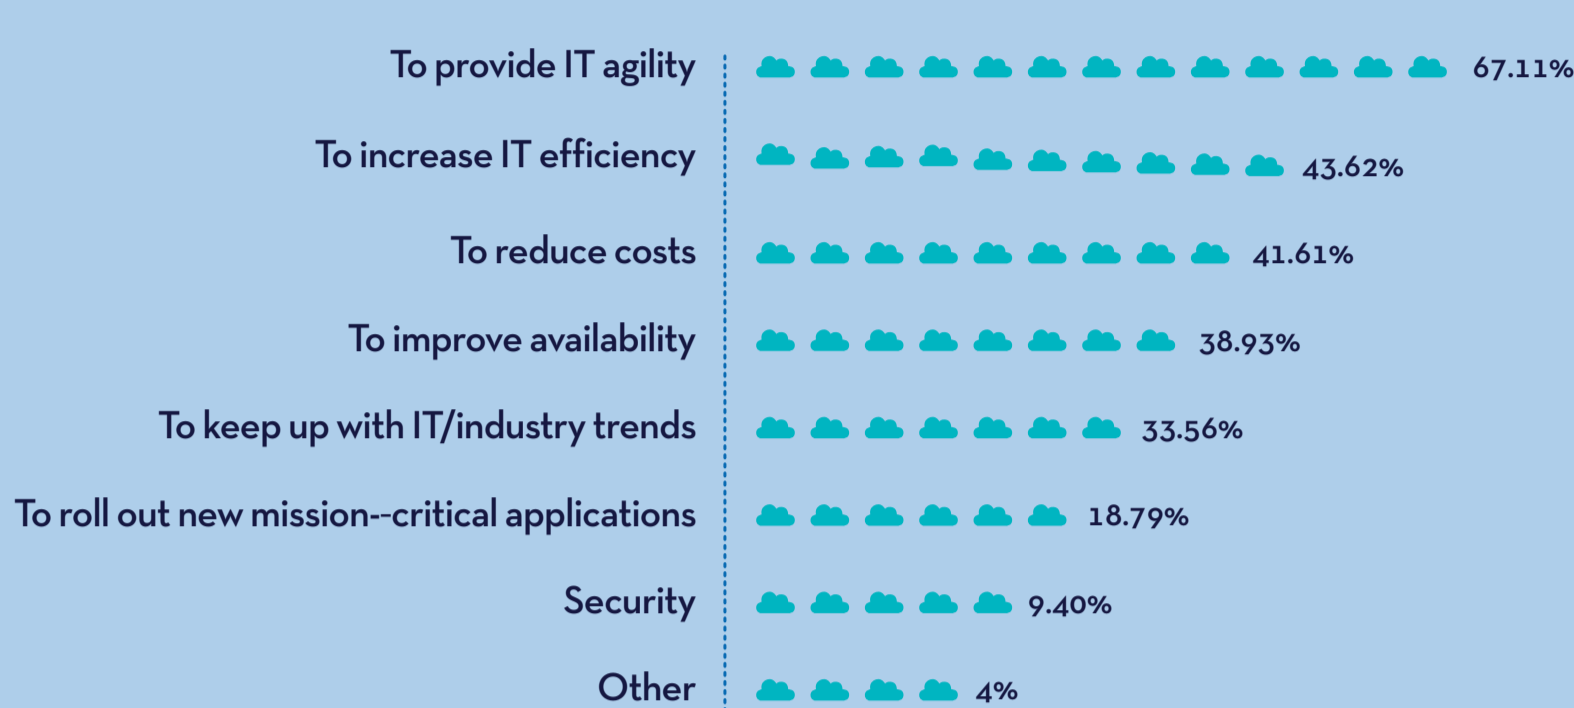 To provide IT agility 67.11%
To increase IT efficiency 43.62%
To reduce costs 41.61%
To improve availability 38.93%
To keep up with IT/industry trends 33.56%
To roll out new mission--critical applications 18.79%
Security 9.40%
Other 4%